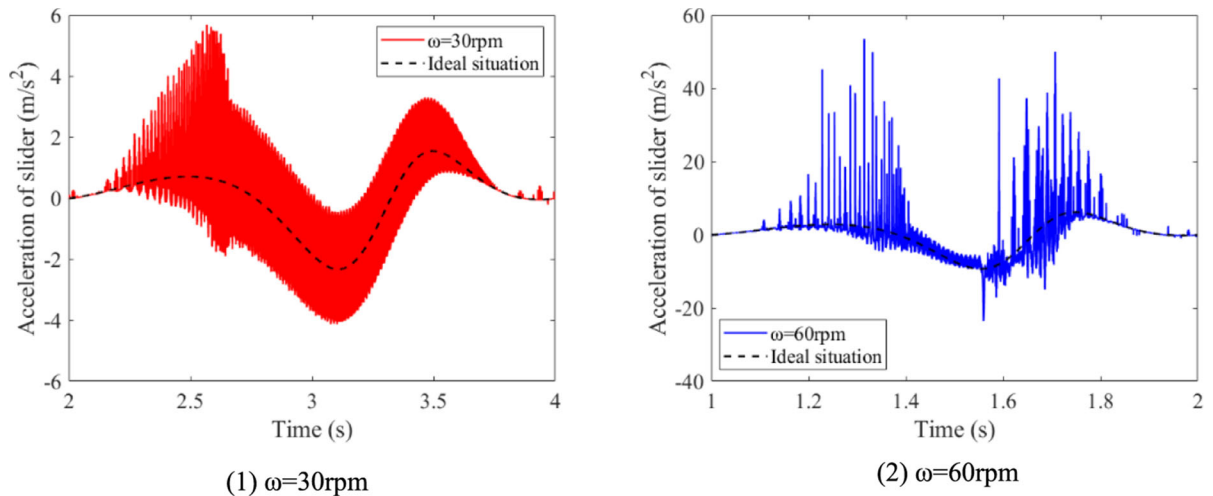 6
4
2
0
-2
-4
-6
Acceleration of slider (m/s²)
ω=30rpm
Ideal situation
2
2.5
3
3.5
4
Time (s)
(1) ω=30rpm
60
40
20
0
-20
-40
Acceleration of slider (m/s²)
ω=60rpm
Ideal situation
1
1.2
1.4
1.6
1.8
2
Time (s)
(2) ω=60rpm